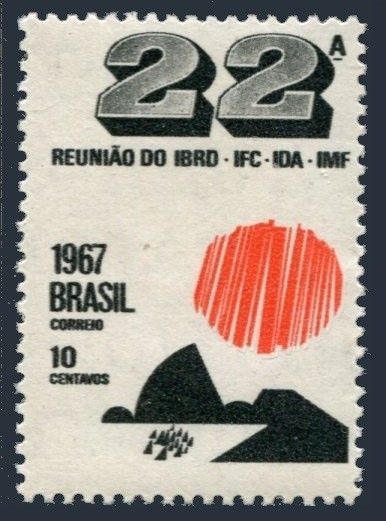 22ª
REUNIÃO DO IBRD · IFC · IDA · IMF
1967
BRASIL
CORREIO
10
CENTAVOS